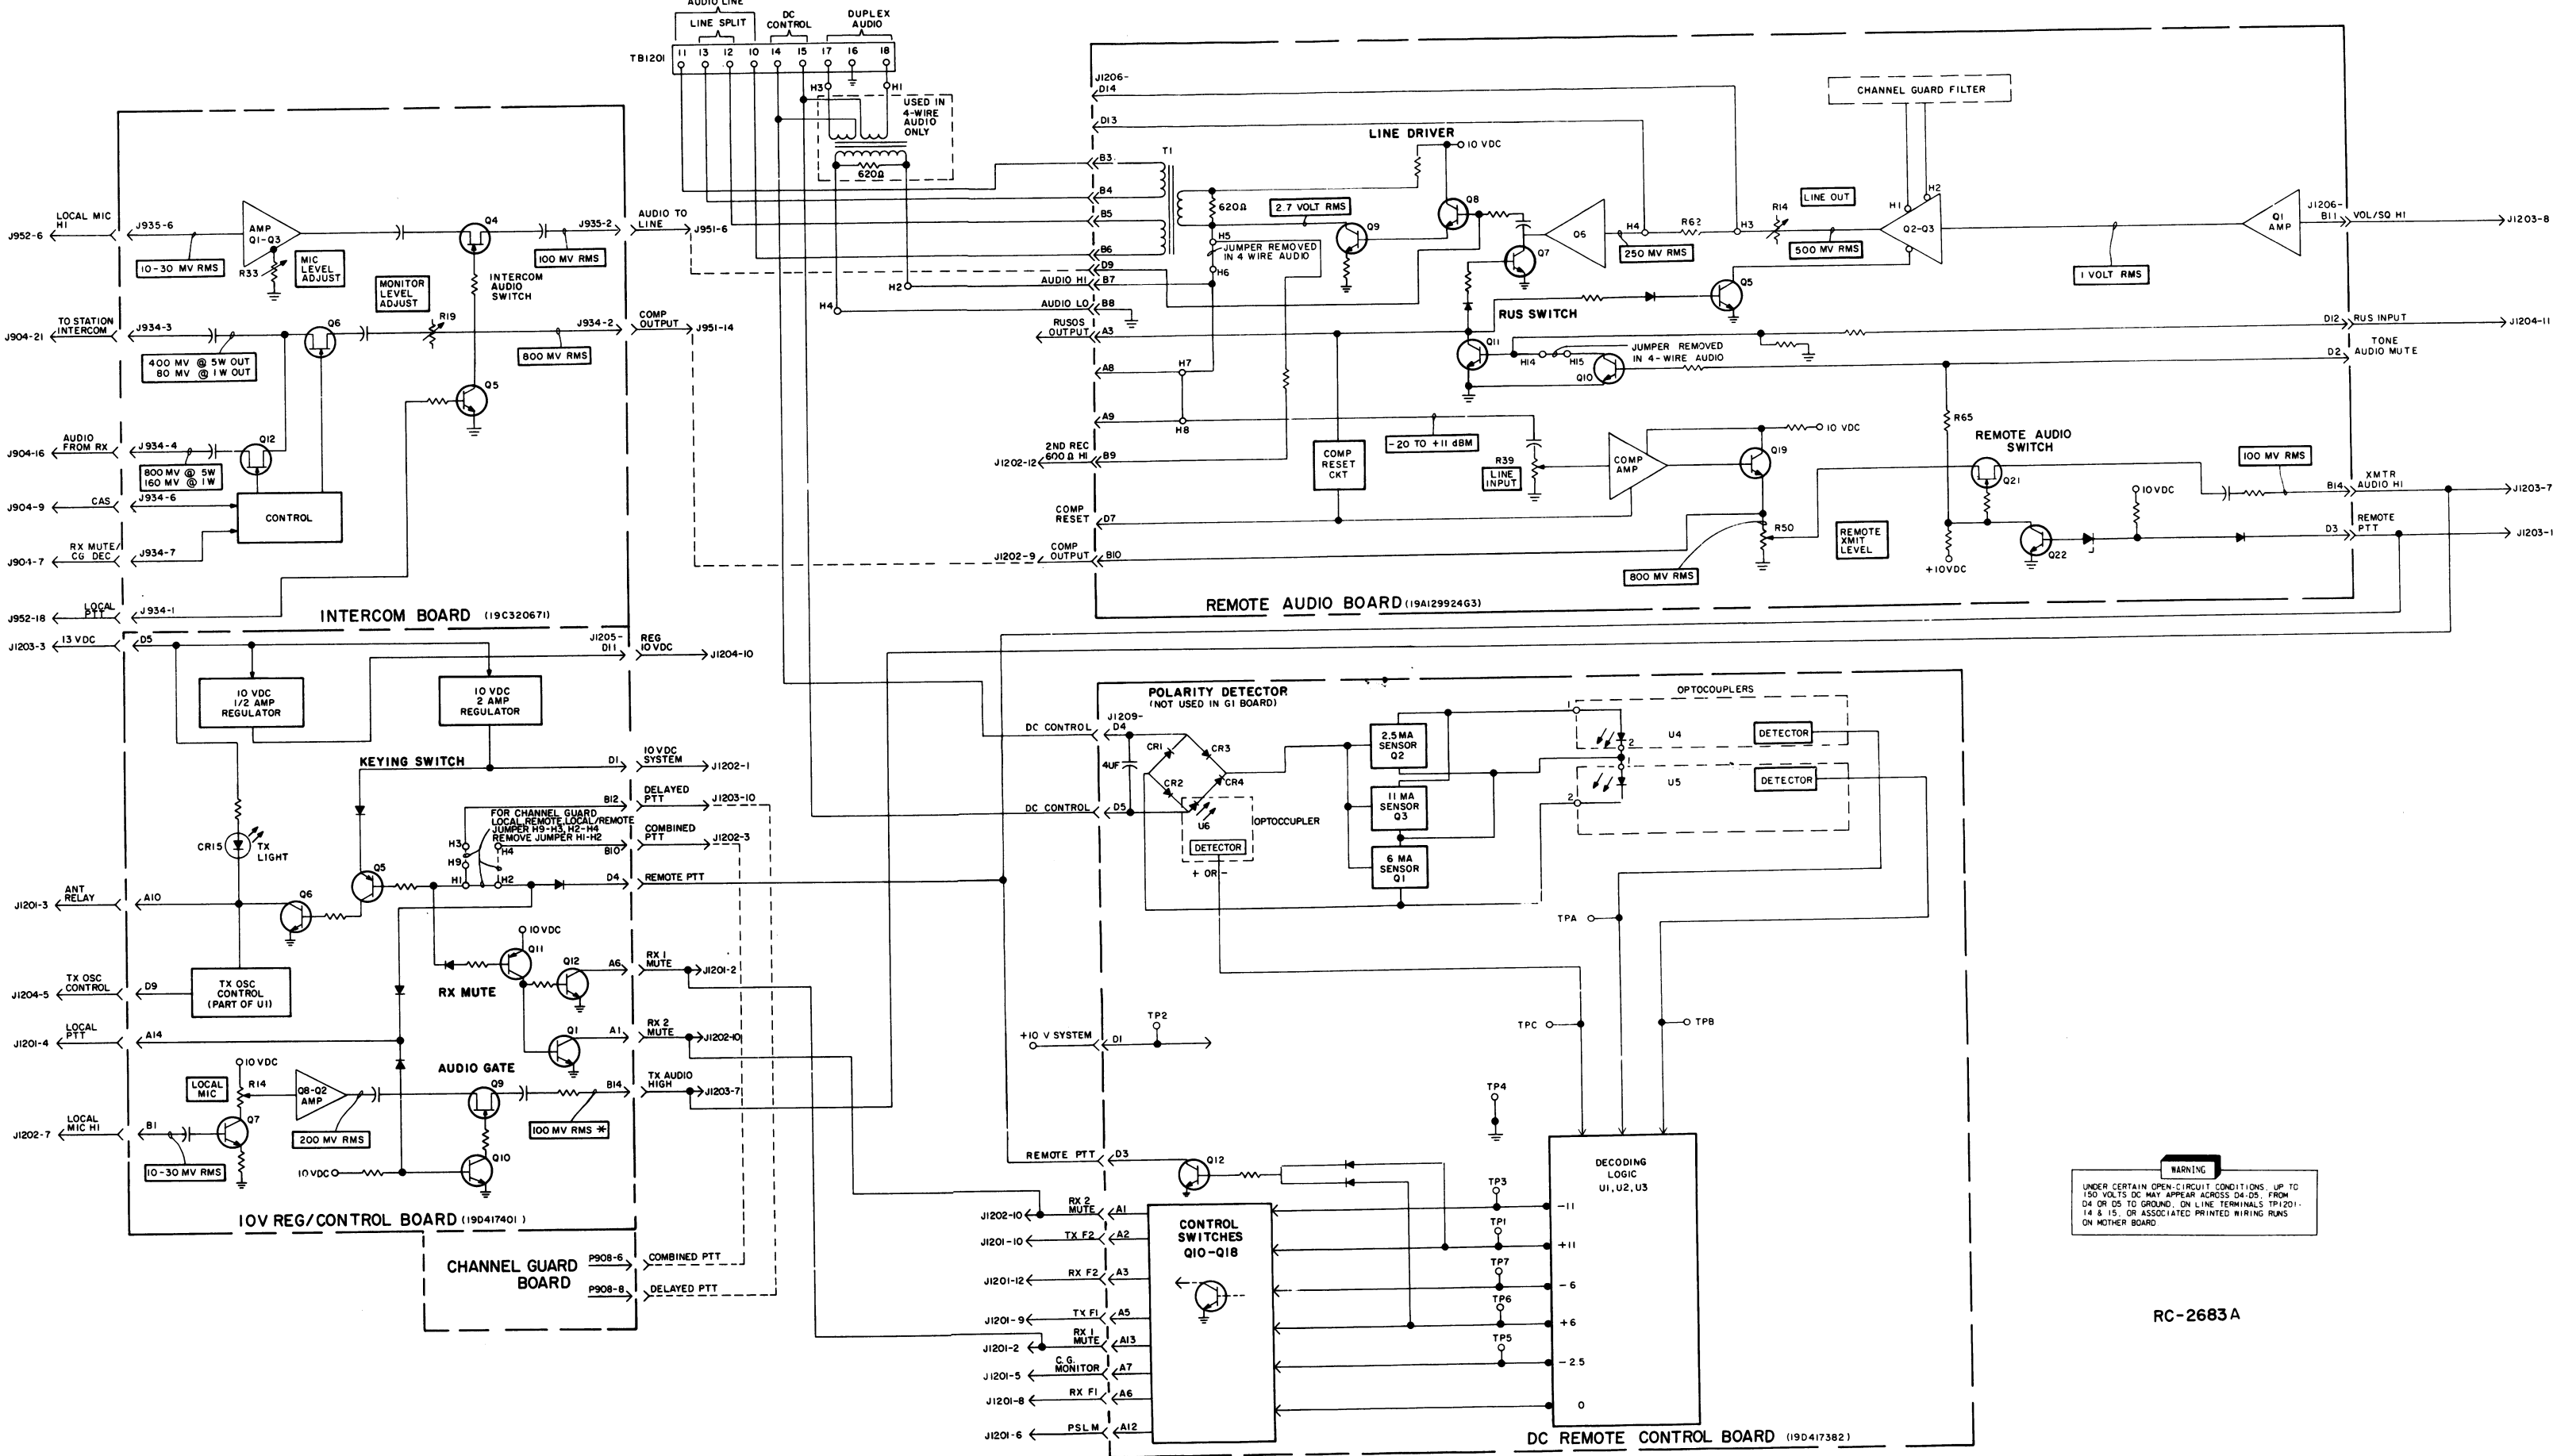 AUDIO LINE
LINE SPLIT
DC
CONTROL
DUPLEX
AUDIO
TB1201
11 13 12 10 14 15 17 16 18
H3
H1
USED IN
4-WIRE
AUDIO
ONLY
620Ω
H4
H2
LOCAL MIC
HI
J952-6
J935-6
AMP
Q1-Q3
10-30 MV RMS
R33
MIC
LEVEL
ADJUST
Q4
J935-2
100 MV RMS
AUDIO TO
LINE
J951-6
INTERCOM
AUDIO
SWITCH
MONITOR
LEVEL
ADJUST
TO STATION
INTERCOM
J904-21
J934-3
Q6
R19
J934-2
COMP
OUTPUT
J951-14
400 MV @ 5W OUT
80 MV @ 1W OUT
800 MV RMS
Q5
AUDIO
FROM RX
J904-16
J934-4
Q12
800 MV @ 5W
160 MV @ 1W
CAS
J904-9
J934-6
CONTROL
RX MUTE/
CG DEC
J904-7
J934-7
LOCAL
PTT
J952-18
J934-1
INTERCOM BOARD (19C320671)
J1206-
D14
D13
CHANNEL GUARD FILTER
LINE DRIVER
10 VDC
T1
B3
B4
B5
B6
D9
AUDIO HI B7
AUDIO LO B8
620Ω
2.7 VOLT RMS
Q8
Q9
Q7
Q6
H5
JUMPER REMOVED
IN 4 WIRE AUDIO
H6
H4
R62
H3
250 MV RMS
R14
LINE OUT
500 MV RMS
H1
H2
Q2-Q3
1 VOLT RMS
Q1
AMP
J1206-
B11
VOL/SQ HI
J1203-8
RUSOS
OUTPUT
A3
RUS SWITCH
Q5
D12
RUS INPUT
J1204-11
Q11
H14
H15
JUMPER REMOVED
IN 4-WIRE AUDIO
Q10
D2
TONE
AUDIO MUTE
A8
H7
A9
H8
-20 TO +11 dBM
2ND REC
600 Ω HI
J1202-12
B9
COMP
RESET
CKT
R39
LINE
INPUT
COMP
AMP
10 VDC
Q19
R65
REMOTE AUDIO
SWITCH
Q21
100 MV RMS
B14
XMTR
AUDIO HI
J1203-7
COMP
RESET
D7
R50
REMOTE
XMIT
LEVEL
10VDC
D3
REMOTE
PTT
J1203-1
Q22
+10VDC
J1202-9
COMP
OUTPUT
B10
800 MV RMS
REMOTE AUDIO BOARD (19A129924G3)
J1203-3
13 VDC
D5
J1205-
D11
REG
10 VDC
J1204-10
10 VDC
1/2 AMP
REGULATOR
10 VDC
2 AMP
REGULATOR
KEYING SWITCH
D1
10 VDC
SYSTEM
J1202-1
B12
DELAYED
PTT
J1203-10
FOR CHANNEL GUARD
LOCAL,REMOTE,LOCAL/REMOTE
JUMPER H9-H3, H2-H4
REMOVE JUMPER H1-H2
COMBINED
PTT
J1202-3
H3
H9
H1
H4
H2
B10
CR15
TX
LIGHT
Q5
D4
REMOTE PTT
ANT
RELAY
J1201-3
A10
Q6
10VDC
Q11
Q12
A6
RX 1
MUTE
J1201-2
RX MUTE
TX OSC
CONTROL
J1204-5
D9
TX OSC
CONTROL
(PART OF U1)
LOCAL
PTT
J1201-4
A14
Q1
A1
RX 2
MUTE
J1202-10
AUDIO GATE
10VDC
LOCAL
MIC
R14
Q8-Q2
AMP
Q9
B14
TX AUDIO
HIGH
J1203-7
LOCAL
MIC HI
J1202-7
B1
Q7
200 MV RMS
100 MV RMS *
10-30 MV RMS
10 VDC
Q10
10V REG/CONTROL BOARD (19D417401)
CHANNEL GUARD
BOARD
P908-6
COMBINED PTT
P908-8
DELAYED PTT
POLARITY DETECTOR
(NOT USED IN G1 BOARD)
J1209-
DC CONTROL
D4
DC CONTROL
D5
4UF
CR1
CR3
CR2
CR4
U6
OPTOCCUPLER
DETECTOR
+ OR -
2.5 MA
SENSOR
Q2
11 MA
SENSOR
Q3
6 MA
SENSOR
Q1
OPTOCOUPLERS
U4
DETECTOR
2
1
U5
DETECTOR
2
TPA
TPC
TPB
+10 V SYSTEM
D1
TP2
TP4
REMOTE PTT
D3
Q12
DECODING
LOGIC
U1, U2, U3
CONTROL
SWITCHES
Q10-Q18
J1202-10
RX 2
MUTE
A1
J1201-10
TX F2
A2
J1201-12
RX F2
A3
J1201-9
TX F1
A5
J1201-2
RX 1
MUTE
A13
J1201-5
C.G.
MONITOR
A7
J1201-8
RX F1
A6
J1201-6
PSLM
A12
TP3
-11
TP1
+11
TP7
-6
TP6
+6
TP5
-2.5
0
DC REMOTE CONTROL BOARD (19D417382)
WARNING
UNDER CERTAIN OPEN-CIRCUIT CONDITIONS, UP TO
150 VOLTS DC MAY APPEAR ACROSS D4-D5, FROM
D4 OR D5 TO GROUND, ON LINE TERMINALS TP1201-
14 & 15, OR ASSOCIATED PRINTED WIRING RUNS
ON MOTHER BOARD
RC-2683A